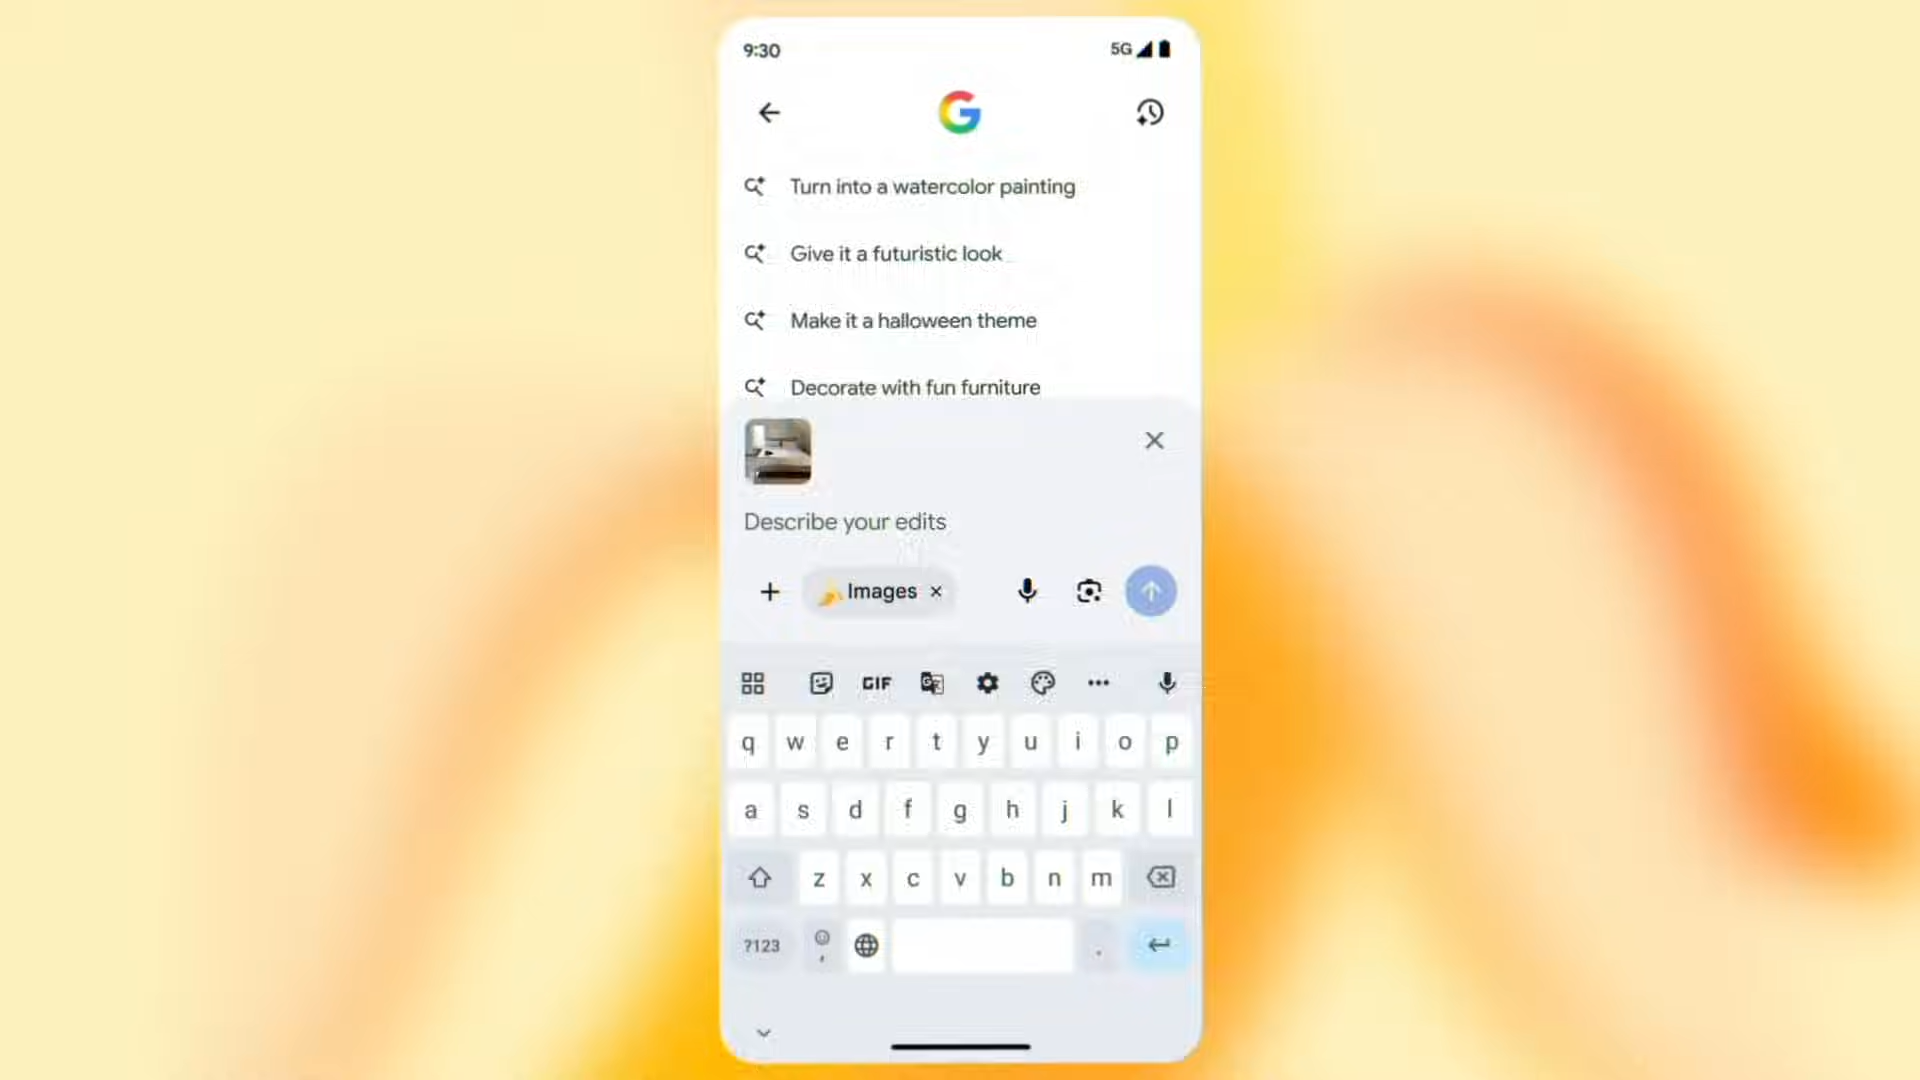 9:30 5G
G
Turn into a watercolor painting
Give it a futuristic look
Make it a halloween theme
Decorate with fun furniture
Describe your edits
Images
GIF
q w e r t y u i o p
a s d f g h j k l
z x c v b n m
?123 , .